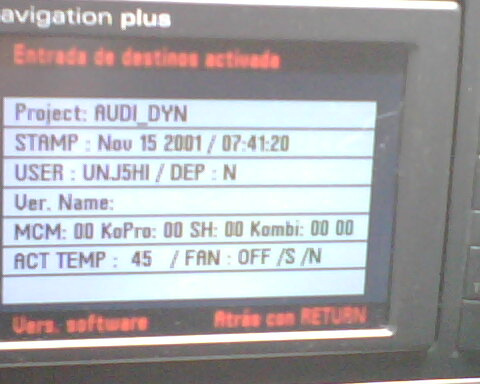 avigation plus
Entrada de destinos activada
Project: AUDI_DYN
STAMP : Nov 15 2001 / 07:41:20
USER : UNJ5HI / DEP : N
Ver. Name:
MCM: 00 KoPro: 00 SH: 00 Kombi: 00 00
ACT TEMP : 45 / FAN : OFF /S /N
Vers. software Atrás con RETURN